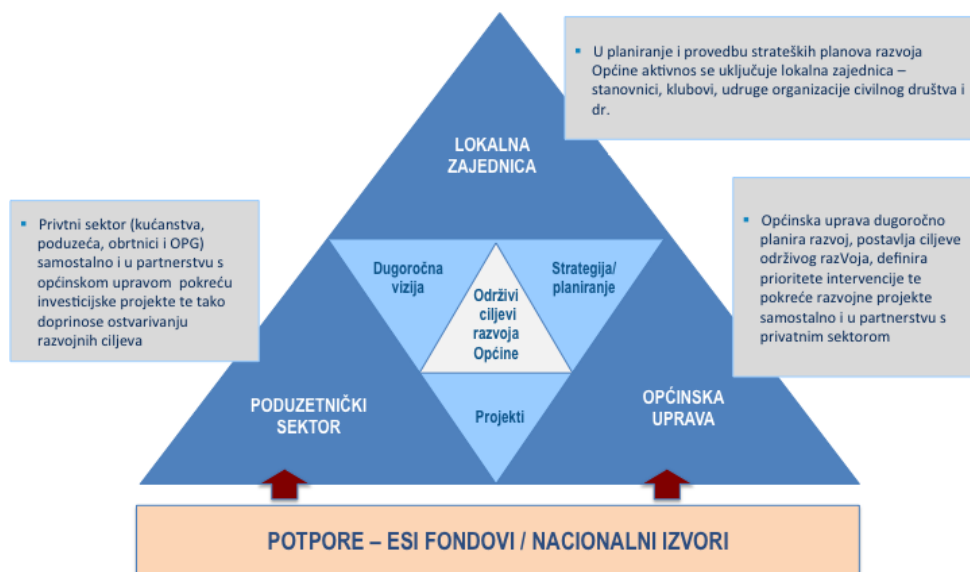 U planiranje i provedbu strateških planova razvoja
Općine aktivnos se uključuje lokalna zajednica –
stanovnici, klubovi, udruge organizacije civilnog društva i
dr.
LOKALNA
ZAJEDNICA
Privtni sektor (kućanstva,
poduzeća, obrtnici i OPG)
samostalno i u partnerstvu s
općinskom upravom pokreću
investicijske projekte te tako
doprinose ostvarivanju
razvojnih ciljeva
Općinska uprava dugoročno
planira razvoj, postavlja ciljeve
održivog razVoja, definira
prioritete intervencije te
pokreće razvojne projekte
samostalno i u partnerstvu s
privatnim sektorom
Dugoročna
vizija
Strategija/
planiranje
Održivi
ciljevi
razvoja
Općine
PODUZETNIČKI
SEKTOR
Projekti
OPĆINSKA
UPRAVA
POTPORE – ESI FONDOVI / NACIONALNI IZVORI